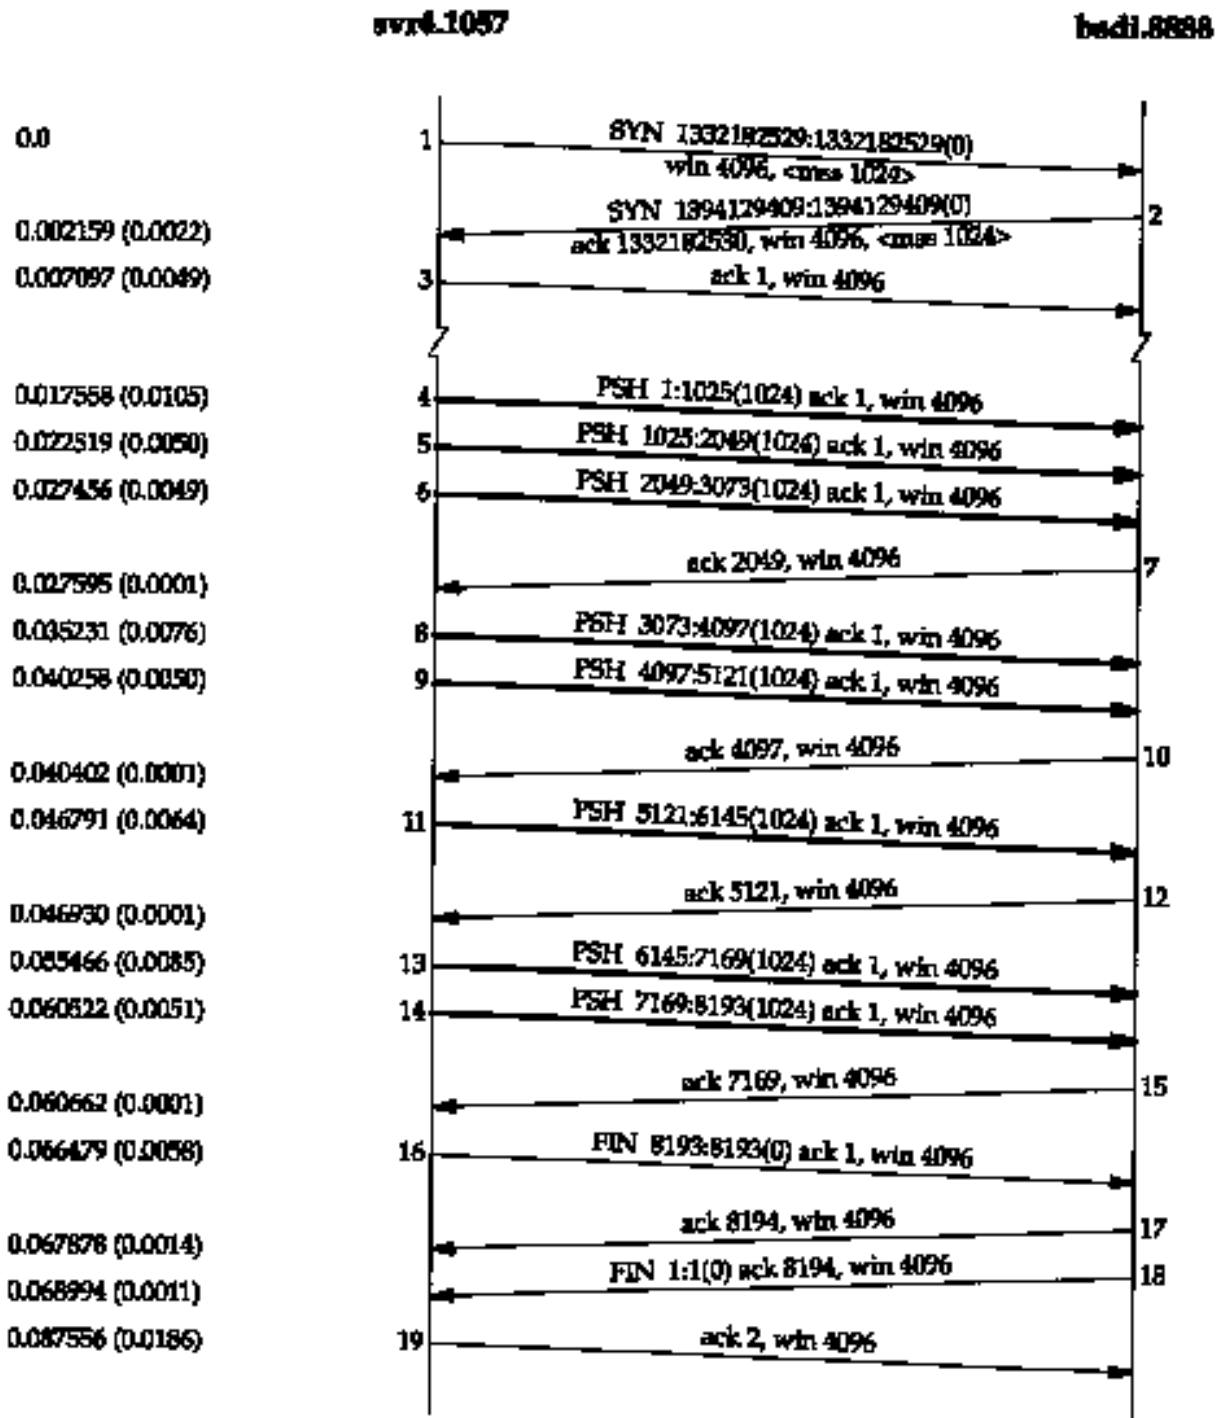 svr4.1057
bsdi.8888
0.0
1
SYN 1332182529:1332182529(0)
win 4096, <mss 1024>
0.002159 (0.0022)
SYN 1394129409:1394129409(0)
2
ack 1332182530, win 4096, <mss 1024>
0.007097 (0.0049)
3
ack 1, win 4096
0.017558 (0.0105)
4
PSH 1:1025(1024) ack 1, win 4096
0.022519 (0.0050)
5
PSH 1025:2049(1024) ack 1, win 4096
0.027456 (0.0049)
6
PSH 2049:3073(1024) ack 1, win 4096
0.027595 (0.0001)
ack 2049, win 4096
7
0.035231 (0.0076)
8
PSH 3073:4097(1024) ack 1, win 4096
0.040258 (0.0050)
9
PSH 4097:5121(1024) ack 1, win 4096
0.040402 (0.0001)
ack 4097, win 4096
10
0.046791 (0.0064)
11
PSH 5121:6145(1024) ack 1, win 4096
0.046930 (0.0001)
ack 5121, win 4096
12
0.055466 (0.0085)
13
PSH 6145:7169(1024) ack 1, win 4096
0.060522 (0.0051)
14
PSH 7169:8193(1024) ack 1, win 4096
0.060662 (0.0001)
ack 7169, win 4096
15
0.066479 (0.0058)
16
FIN 8193:8193(0) ack 1, win 4096
0.067878 (0.0014)
ack 8194, win 4096
17
0.068994 (0.0011)
FIN 1:1(0) ack 8194, win 4096
18
0.087556 (0.0186)
19
ack 2, win 4096